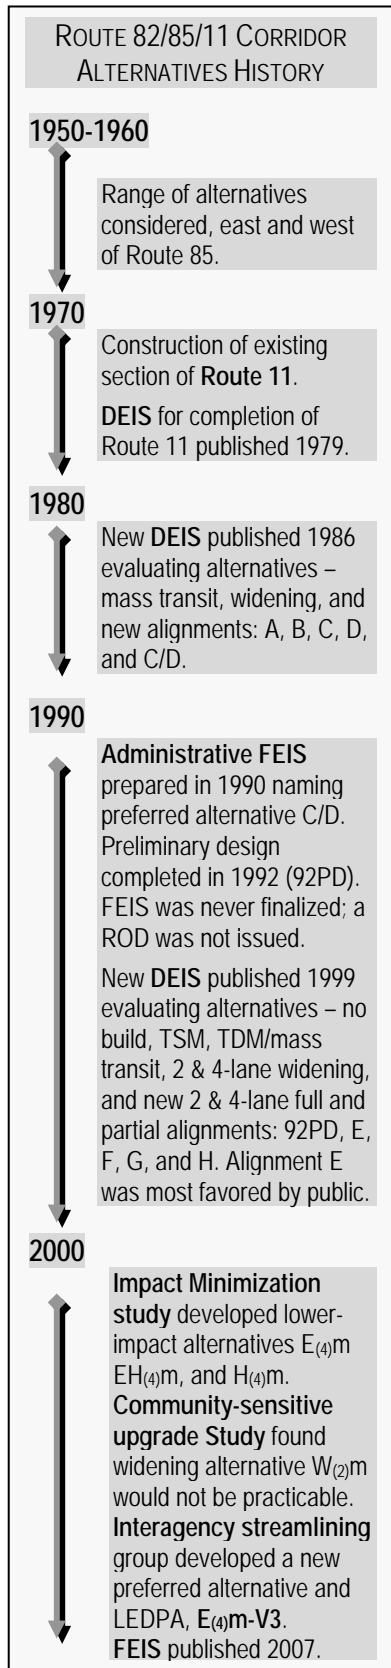 ROUTE 82/85/11 CORRIDOR
ALTERNATIVES HISTORY
1950-1960
Range of alternatives
considered, east and west
of Route 85.
1970
Construction of existing
section of Route 11.
DEIS for completion of
Route 11 published 1979.
1980
New DEIS published 1986
evaluating alternatives –
mass transit, widening, and
new alignments: A, B, C, D,
and C/D.
1990
Administrative FEIS
prepared in 1990 naming
preferred alternative C/D.
Preliminary design
completed in 1992 (92PD).
FEIS was never finalized; a
ROD was not issued.
New DEIS published 1999
evaluating alternatives – no
build, TSM, TDM/mass
transit, 2 & 4-lane widening,
and new 2 & 4-lane full and
partial alignments: 92PD, E,
F, G, and H. Alignment E
was most favored by public.
2000
Impact Minimization
study developed lower-
impact alternatives E(4)m
EH(4)m, and H(4)m.
Community-sensitive
upgrade Study found
widening alternative W(2)m
would not be practicable.
Interagency streamlining
group developed a new
preferred alternative and
LEDPA, E(4)m-V3.
FEIS published 2007.